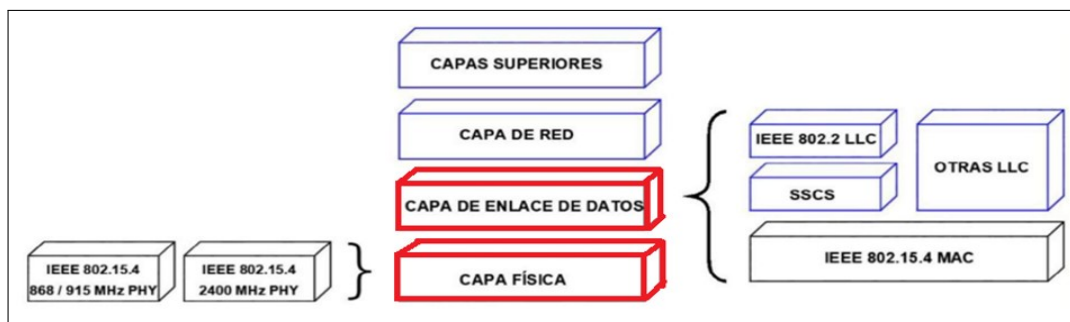 CAPAS SUPERIORES
CAPA DE RED
CAPA DE ENLACE DE DATOS
CAPA FÍSICA
IEEE 802.15.4
868 / 915 MHz PHY
IEEE 802.15.4
2400 MHz PHY
IEEE 802.2 LLC
SSCS
OTRAS LLC
IEEE 802.15.4 MAC